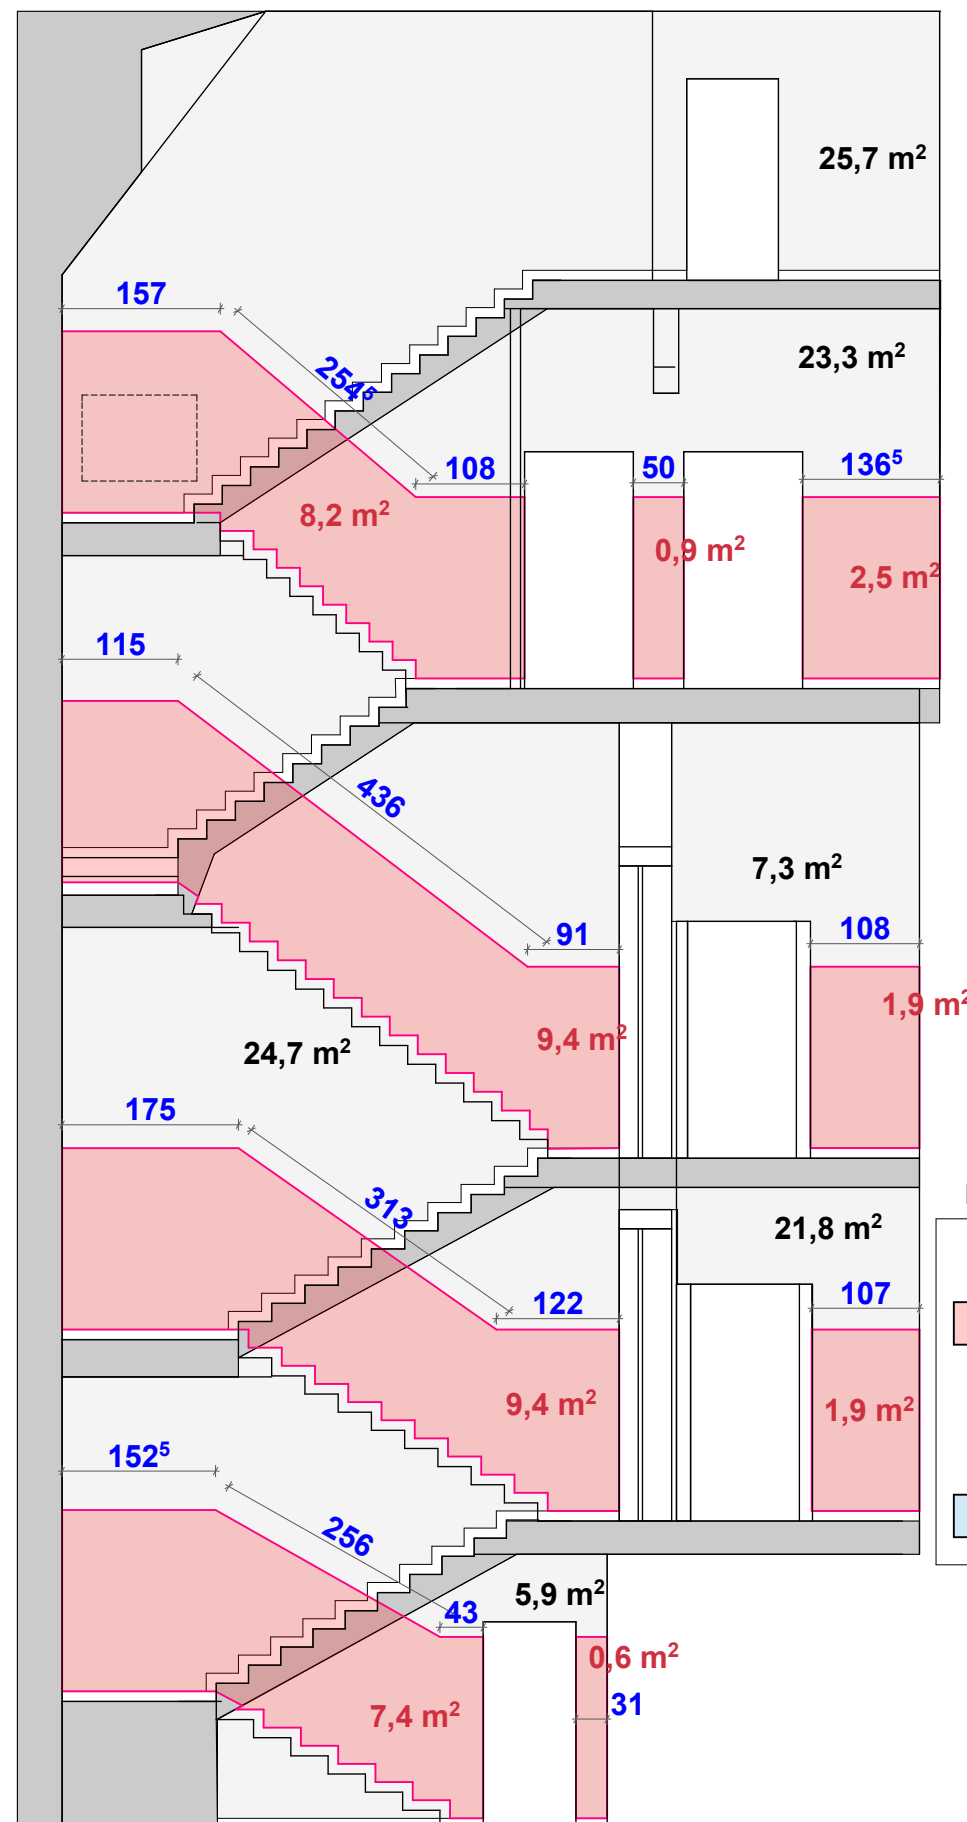 25,7 m²
157
254⁵
23,3 m²
108
50
136⁵
8,2 m²
0,9 m²
2,5 m²
115
436
7,3 m²
91
108
1,9 m²
9,4 m²
24,7 m²
175
313
21,8 m²
122
107
9,4 m²
1,9 m²
152⁵
256
5,9 m²
43
0,6 m²
31
7,4 m²